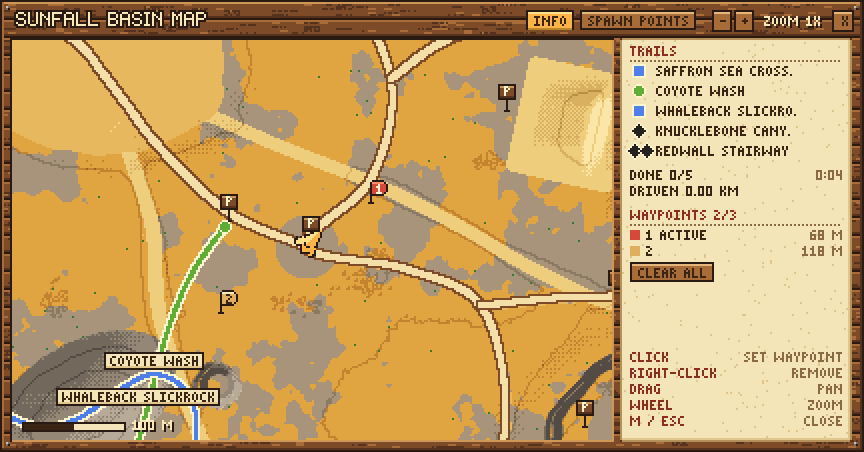 SUNFALL BASIN MAP
INFO
SPAWN POINTS
- + ZOOM 1X X
TRAILS
SAFFRON SEA CROSS.
COYOTE WASH
WHALEBACK SLICKRO.
KNUCKLEBONE CANY.
REDWALL STAIRWAY
DONE 0/5 0:04
DRIVEN 0.00 KM
WAYPOINTS 2/3
1 ACTIVE 68 M
2 118 M
CLEAR ALL
CLICK SET WAYPOINT
RIGHT-CLICK REMOVE
DRAG PAN
WHEEL ZOOM
M / ESC CLOSE
P
1
P
P
2
COYOTE WASH
WHALEBACK SLICKROCK
P
100 M